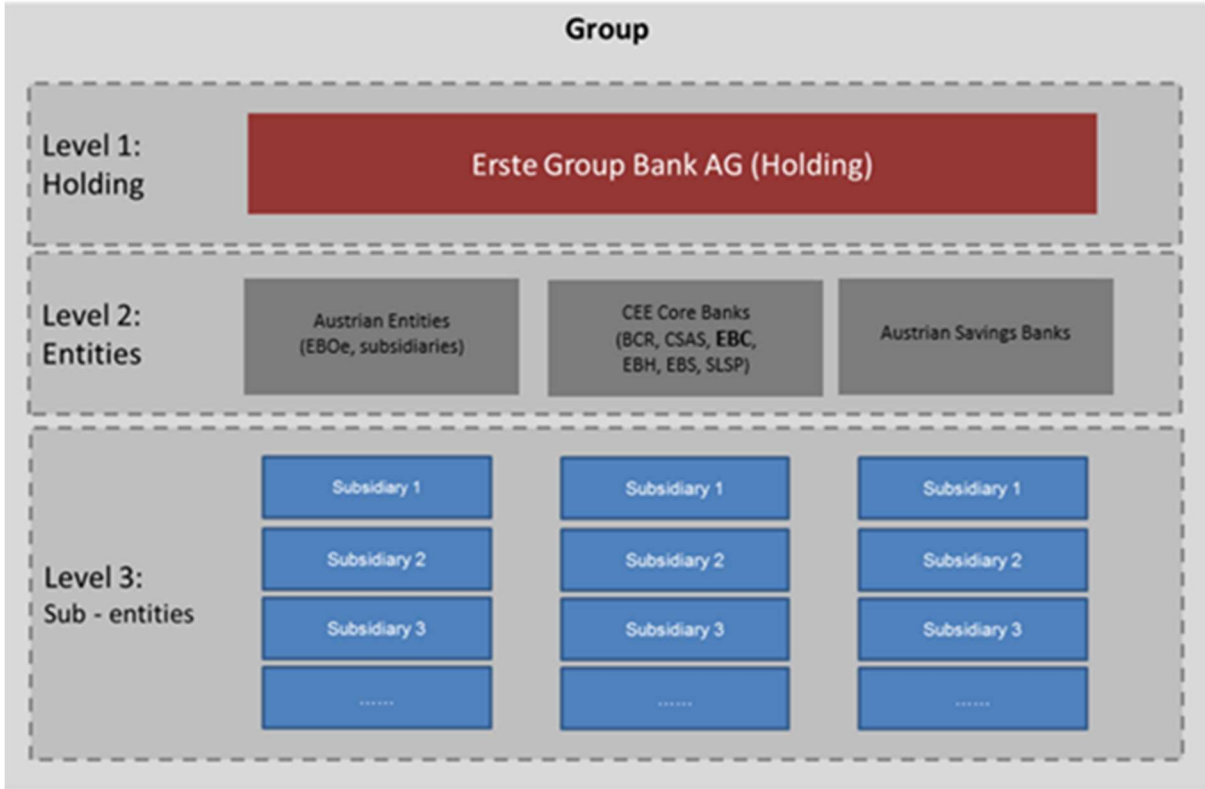 Group
Level 1:
Holding
Erste Group Bank AG (Holding)
Level 2:
Entities
Austrian Entities
(EBOe, subsidiaries)
CEE Core Banks
(BCR, CSAS, EBC,
EBH, EBS, SLSP)
Austrian Savings Banks
Level 3:
Sub - entities
Subsidiary 1
Subsidiary 2
Subsidiary 3
......
Subsidiary 1
Subsidiary 2
Subsidiary 3
......
Subsidiary 1
Subsidiary 2
Subsidiary 3
......